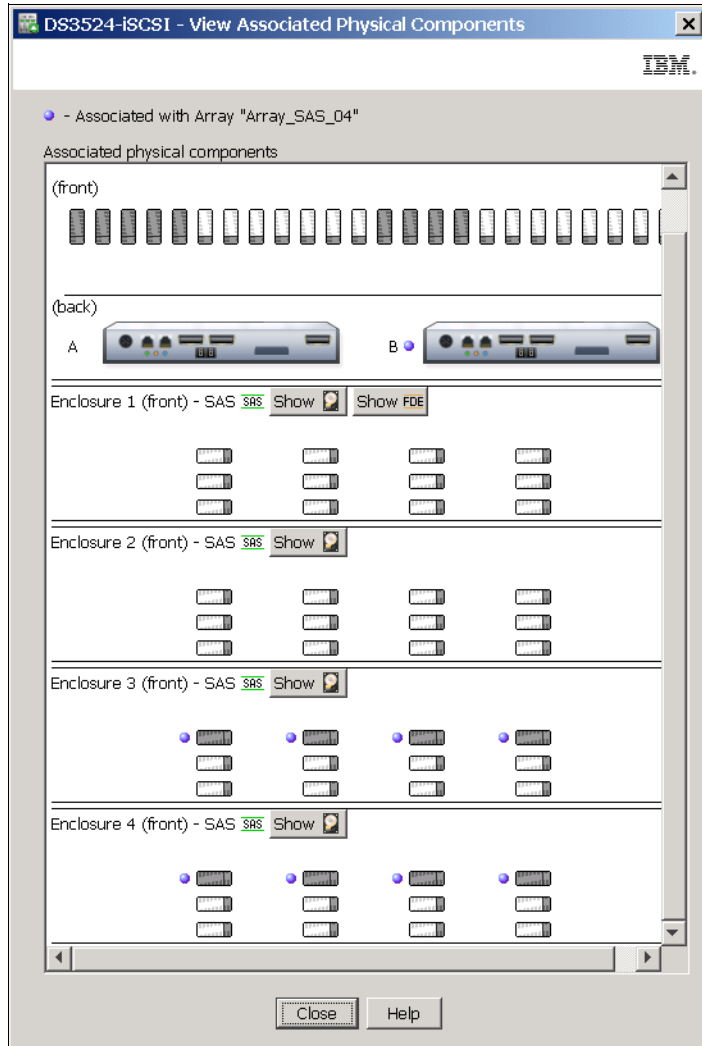 DS3524-iSCSI - View Associated Physical Components
IBM.
- Associated with Array "Array_SAS_04"
Associated physical components
(front)
(back)
A
B
Enclosure 1 (front) - SAS SAS Show Show FDE
Enclosure 2 (front) - SAS SAS Show
Enclosure 3 (front) - SAS SAS Show
Enclosure 4 (front) - SAS SAS Show
Close Help